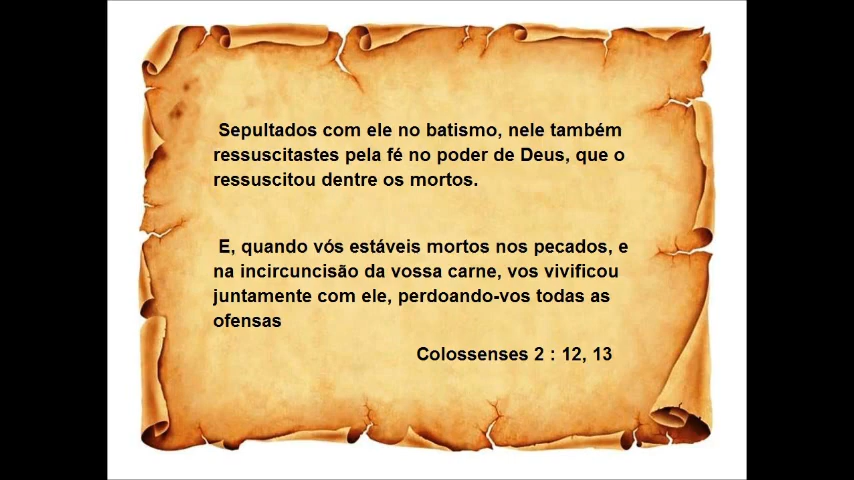 Sepultados com ele no batismo, nele também
ressuscitastes pela fé no poder de Deus, que o
ressuscitou dentre os mortos.
E, quando vós estáveis mortos nos pecados, e
na incircuncisão da vossa carne, vos vivificou
juntamente com ele, perdoando-vos todas as
ofensas
Colossenses 2 : 12, 13